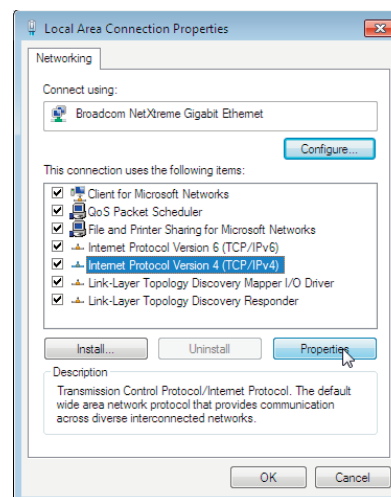 Local Area Connection Properties
Networking
Connect using:
Broadcom NetXtreme Gigabit Ethernet
Configure...
This connection uses the following items:
Client for Microsoft Networks
QoS Packet Scheduler
File and Printer Sharing for Microsoft Networks
Internet Protocol Version 6 (TCP/IPv6)
Internet Protocol Version 4 (TCP/IPv4)
Link-Layer Topology Discovery Mapper I/O Driver
Link-Layer Topology Discovery Responder
Install... Uninstall Properties
Description
Transmission Control Protocol/Internet Protocol. The default
wide area network protocol that provides communication
across diverse interconnected networks.
OK Cancel